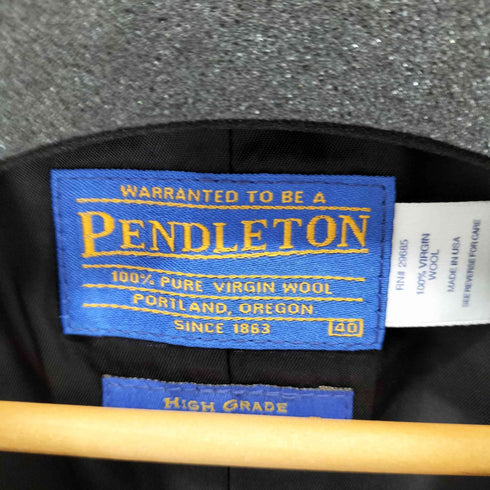 WARRANTED TO BE A
PENDLETON
100% PURE VIRGIN WOOL
PORTLAND, OREGON
SINCE 1863
40
HIGH GRADE
RN# 29685
100% VIRGIN
WOOL
MADE IN USA
SEE REVERSE FOR CARE